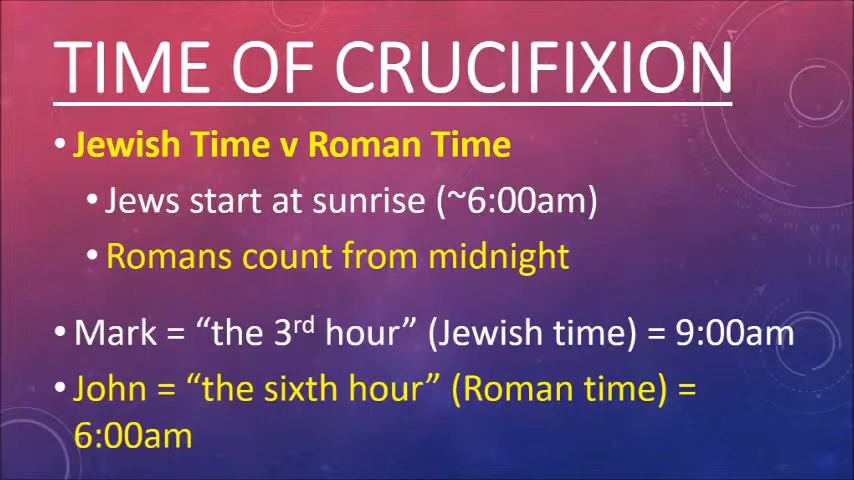 TIME OF CRUCIFIXION
• Jewish Time v Roman Time
• Jews start at sunrise (~6:00am)
• Romans count from midnight
• Mark = “the 3rd hour” (Jewish time) = 9:00am
• John = “the sixth hour” (Roman time) =
6:00am